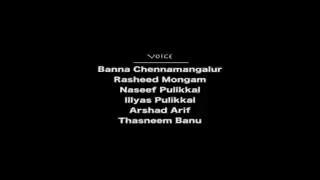 VOICE
Banna Chennamangalur
Rasheed Mongam
Naseef Pulikkal
Illyas Pulikkal
Arshad Arif
Thasneem Banu